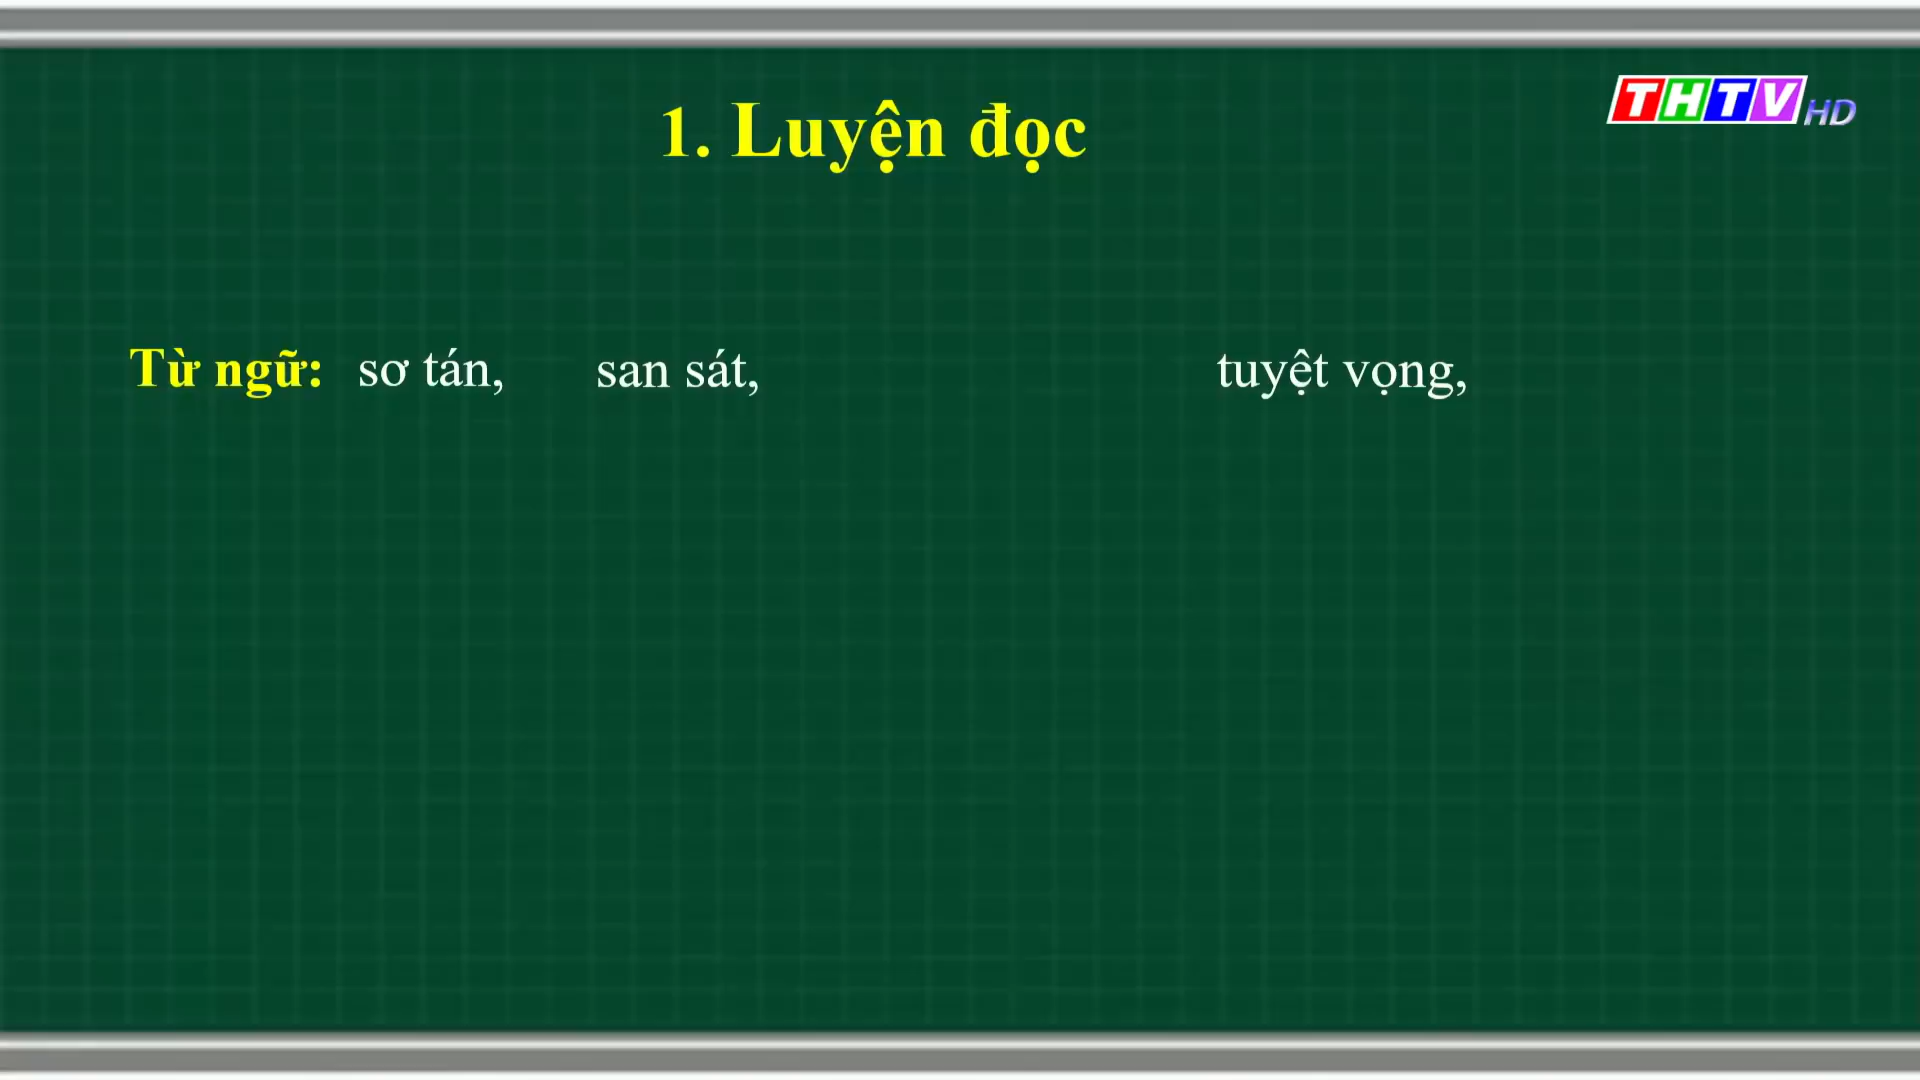 THTV HD
1. Luyện đọc
Từ ngữ: sơ tán, san sát, tuyệt vọng,